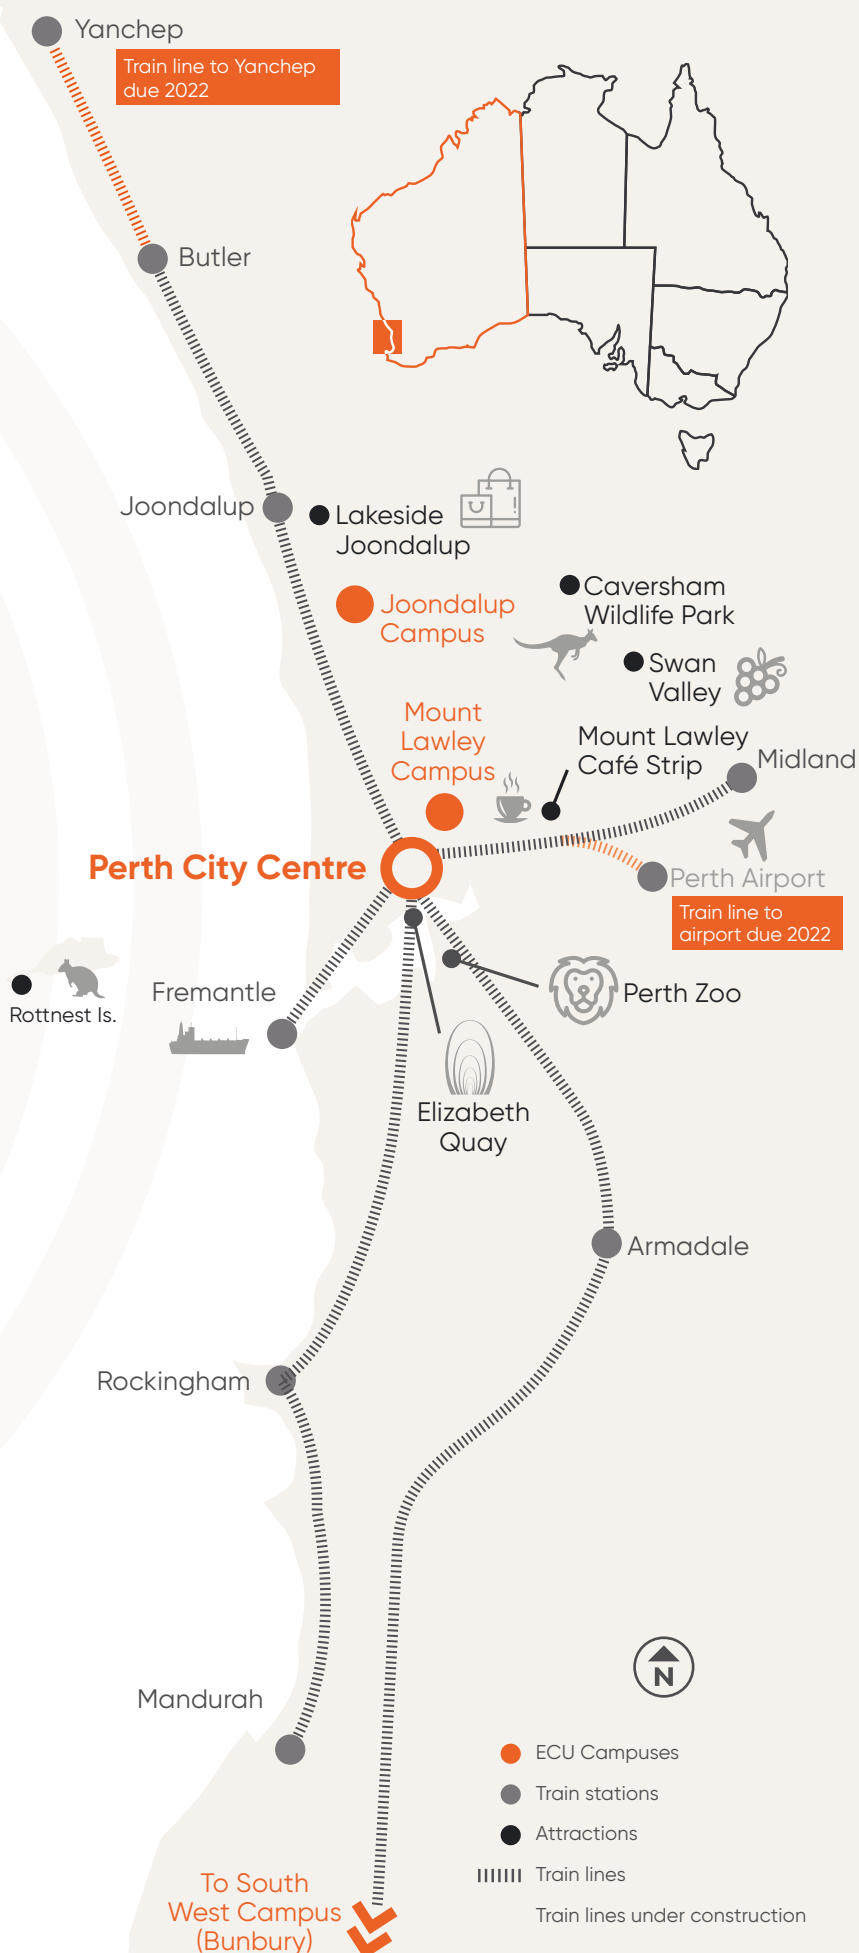 Yanchep
Train line to Yanchep
due 2022
Butler
Joondalup
Lakeside
Joondalup
Joondalup
Campus
Caversham
Wildlife Park
Swan
Valley
Mount
Lawley
Campus
Mount Lawley
Café Strip
Midland
Perth City Centre
Perth Airport
Train line to
airport due 2022
Rottnest Is.
Fremantle
Perth Zoo
Elizabeth
Quay
Armadale
Rockingham
Mandurah
N
ECU Campuses
Train stations
Attractions
Train lines
Train lines under construction
To South
West Campus
(Bunbury)